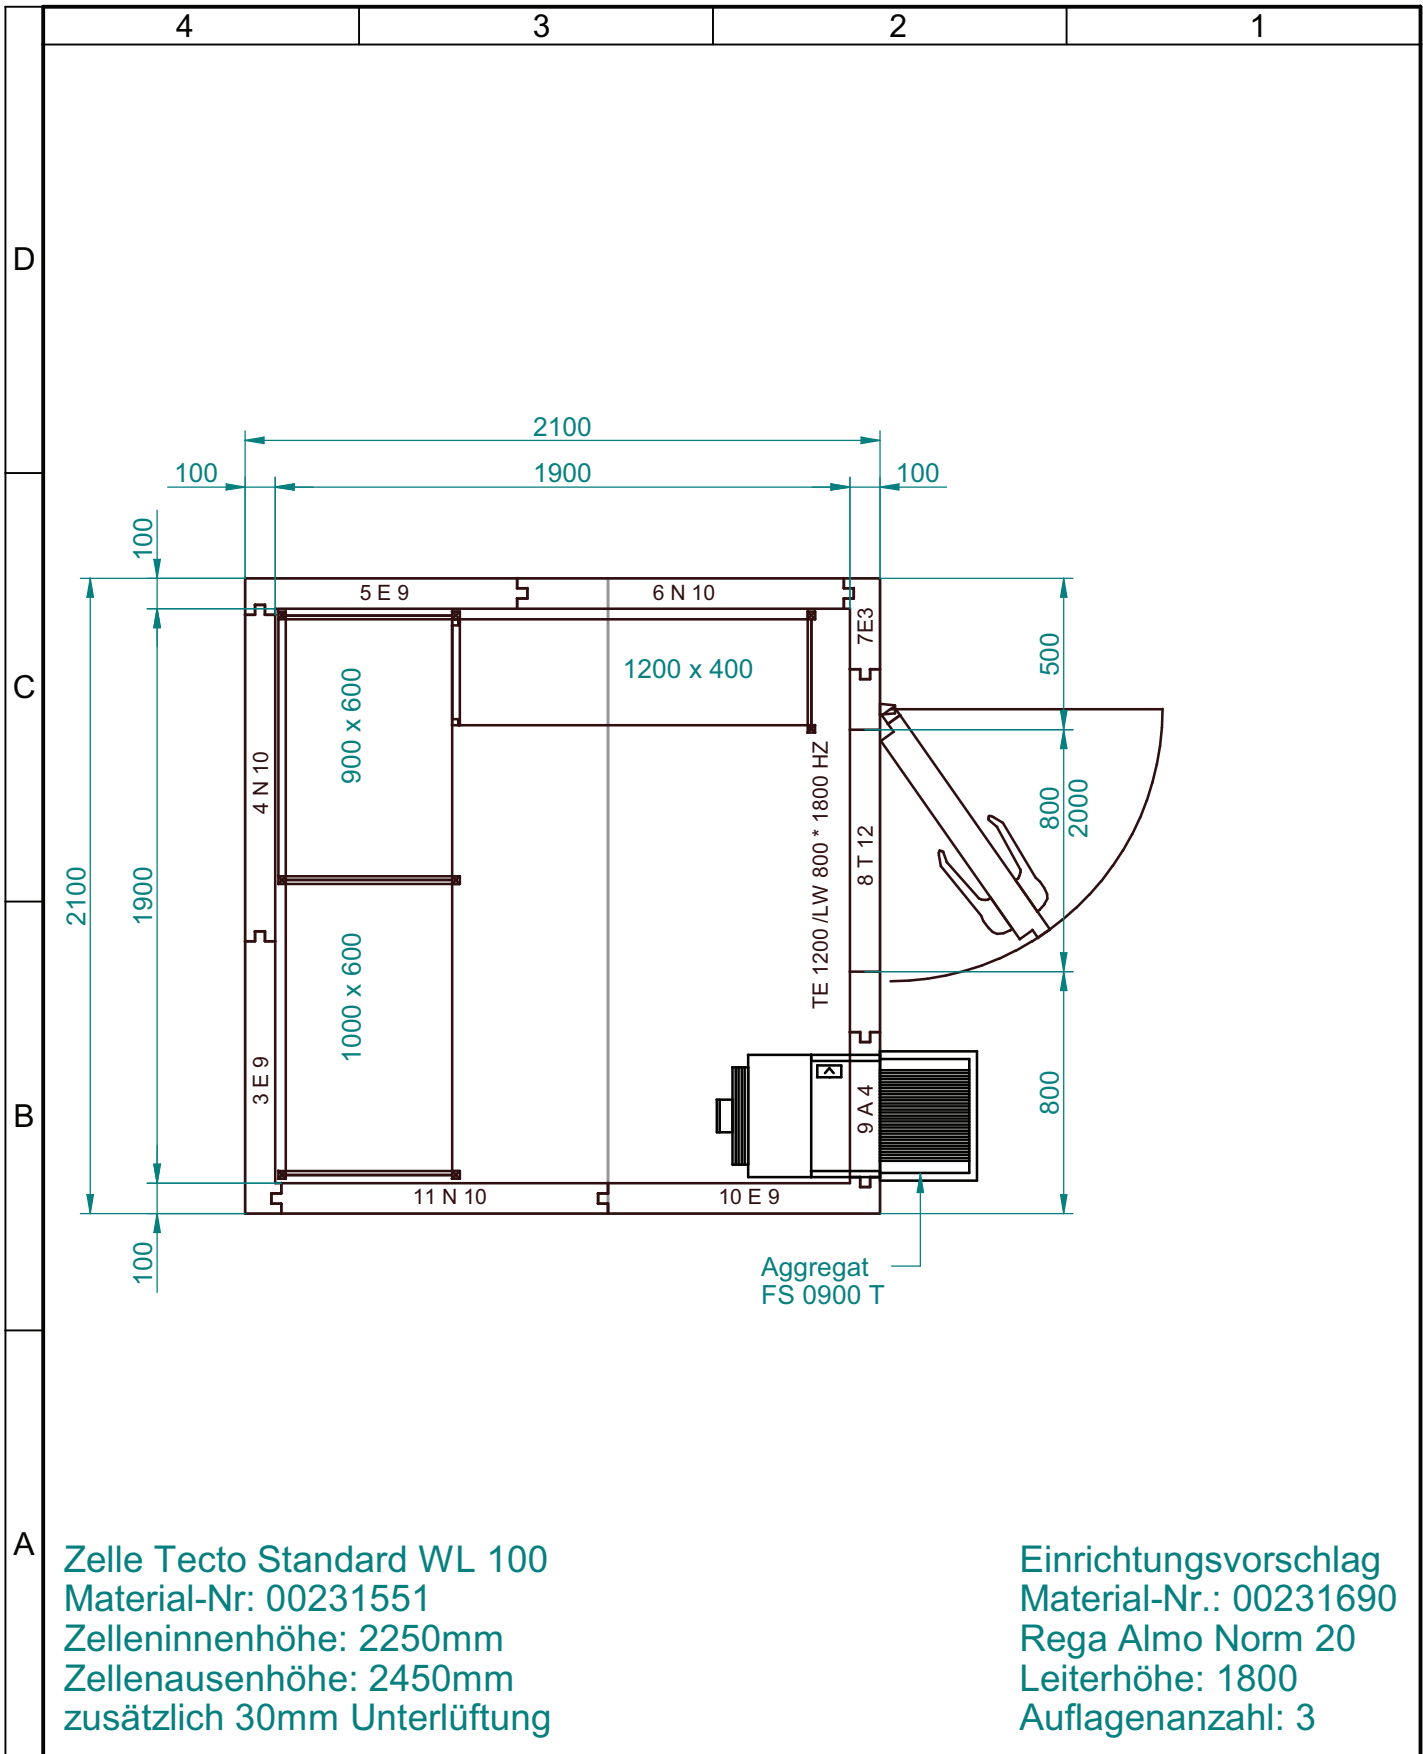 4 3 2 1
D
C
B
A
2100
100 1900 100
100
5 E 9 6 N 10
7E3
500
1200 x 400
900 x 600
4 N 10
TE 1200 /LW 800 * 1800 HZ
8 T 12
800
2000
2100
1900
1000 x 600
3 E 9
9 A 4
800
11 N 10 10 E 9
100
Aggregat
FS 0900 T
Zelle Tecto Standard WL 100
Material-Nr: 00231551
Zelleninnenhöhe: 2250mm
Zellenausenhöhe: 2450mm
zusätzlich 30mm Unterlüftung
Einrichtungsvorschlag
Material-Nr.: 00231690
Rega Almo Norm 20
Leiterhöhe: 1800
Auflagenanzahl: 3